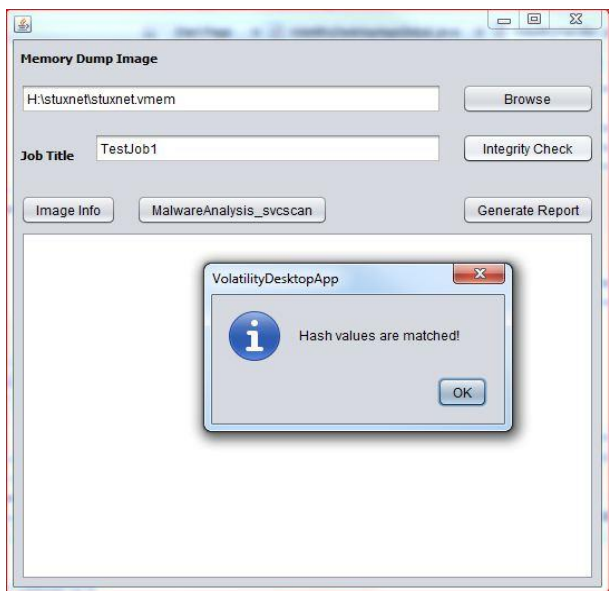 Memory Dump Image
H:\stuxnet\stuxnet.vmem
Browse
Job Title
TestJob1
Integrity Check
Image Info
MalwareAnalysis_svcscan
Generate Report
VolatilityDesktopApp
Hash values are matched!
OK